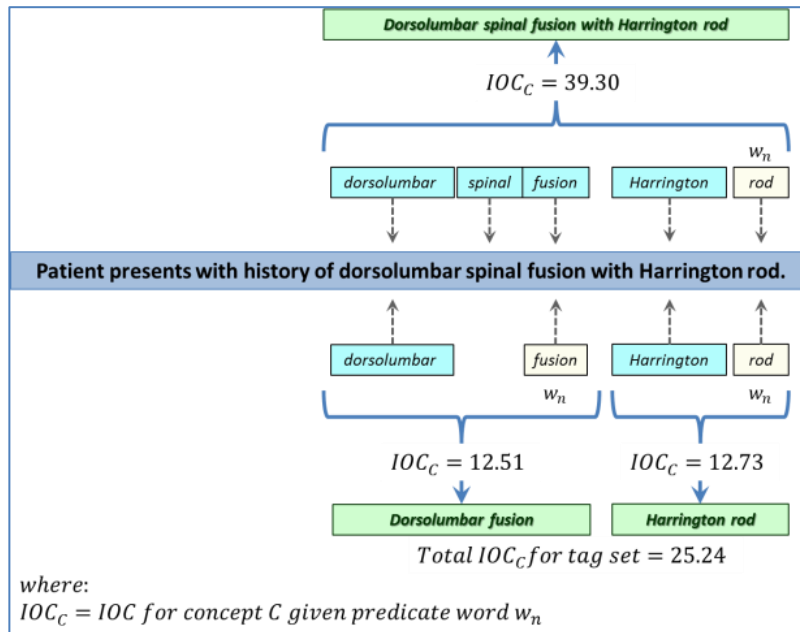 Dorsolumbar spinal fusion with Harrington rod
IOC_C = 39.30
w_n
dorsolumbar spinal fusion Harrington rod
Patient presents with history of dorsolumbar spinal fusion with Harrington rod.
dorsolumbar fusion Harrington rod
w_n w_n
IOC_C = 12.51 IOC_C = 12.73
Dorsolumbar fusion Harrington rod
Total IOC_C for tag set = 25.24
where:
IOC_C = IOC for concept C given predicate word w_n